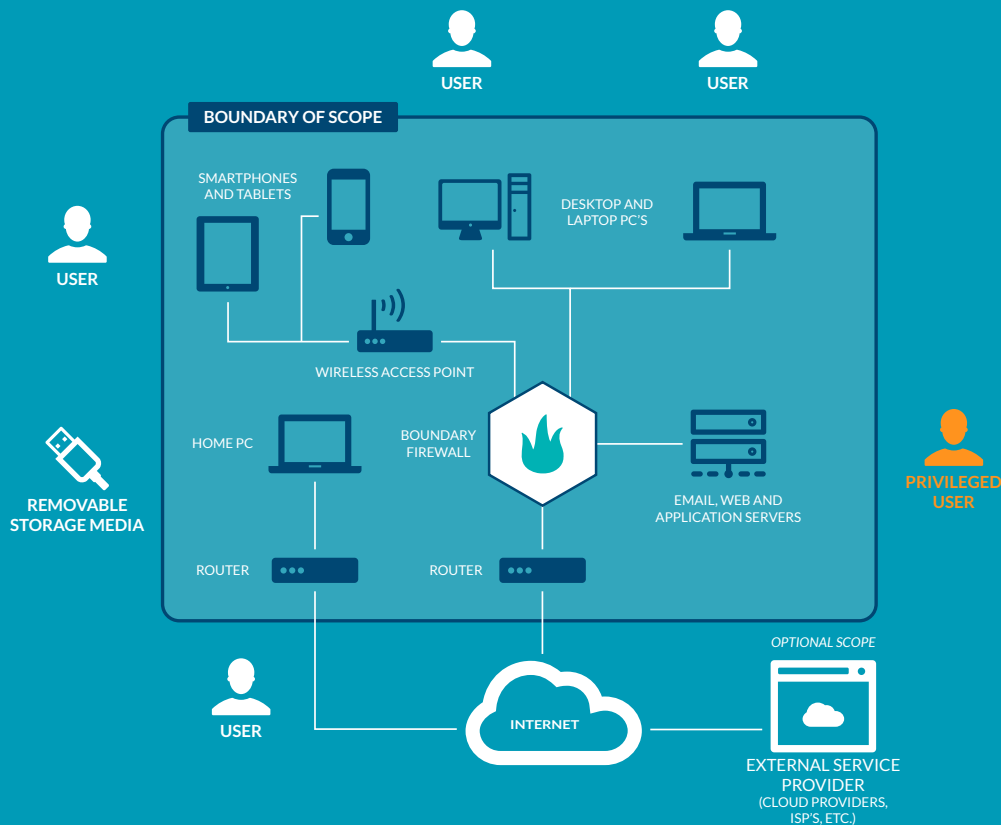 USER
USER
BOUNDARY OF SCOPE
SMARTPHONES
AND TABLETS
DESKTOP AND
LAPTOP PC'S
USER
WIRELESS ACCESS POINT
HOME PC
BOUNDARY
FIREWALL
REMOVABLE
STORAGE MEDIA
EMAIL, WEB AND
APPLICATION SERVERS
PRIVILEGED
USER
ROUTER
ROUTER
OPTIONAL SCOPE
USER
INTERNET
EXTERNAL SERVICE
PROVIDER
(CLOUD PROVIDERS,
ISP'S, ETC.)